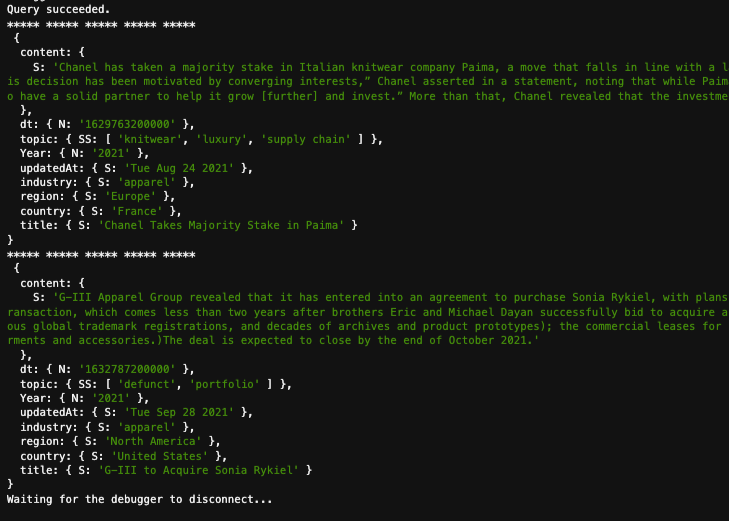 Query succeeded.
***** ***** ***** ***** *****
{
content: {
S: 'Chanel has taken a majority stake in Italian knitwear company Paima, a move that falls in line with a
is decision has been motivated by converging interests,” Chanel asserted in a statement, noting that while Paim
o have a solid partner to help it grow [further] and invest.” More than that, Chanel revealed that the investme
},
dt: { N: '1629763200000' },
topic: { SS: [ 'knitwear', 'luxury', 'supply chain' ] },
Year: { N: '2021' },
updatedAt: { S: 'Tue Aug 24 2021' },
industry: { S: 'apparel' },
region: { S: 'Europe' },
country: { S: 'France' },
title: { S: 'Chanel Takes Majority Stake in Paima' }
}
***** ***** ***** ***** *****
{
content: {
S: 'G-III Apparel Group revealed that it has entered into an agreement to purchase Sonia Rykiel, with plans
ransaction, which comes less than two years after brothers Eric and Michael Dayan successfully bid to acquire a
ous global trademark registrations, and decades of archives and product prototypes); the commercial leases for
rments and accessories.)The deal is expected to close by the end of October 2021.'
},
dt: { N: '1632787200000' },
topic: { SS: [ 'defunct', 'portfolio' ] },
Year: { N: '2021' },
updatedAt: { S: 'Tue Sep 28 2021' },
industry: { S: 'apparel' },
region: { S: 'North America' },
country: { S: 'United States' },
title: { S: 'G-III to Acquire Sonia Rykiel' }
}
Waiting for the debugger to disconnect...